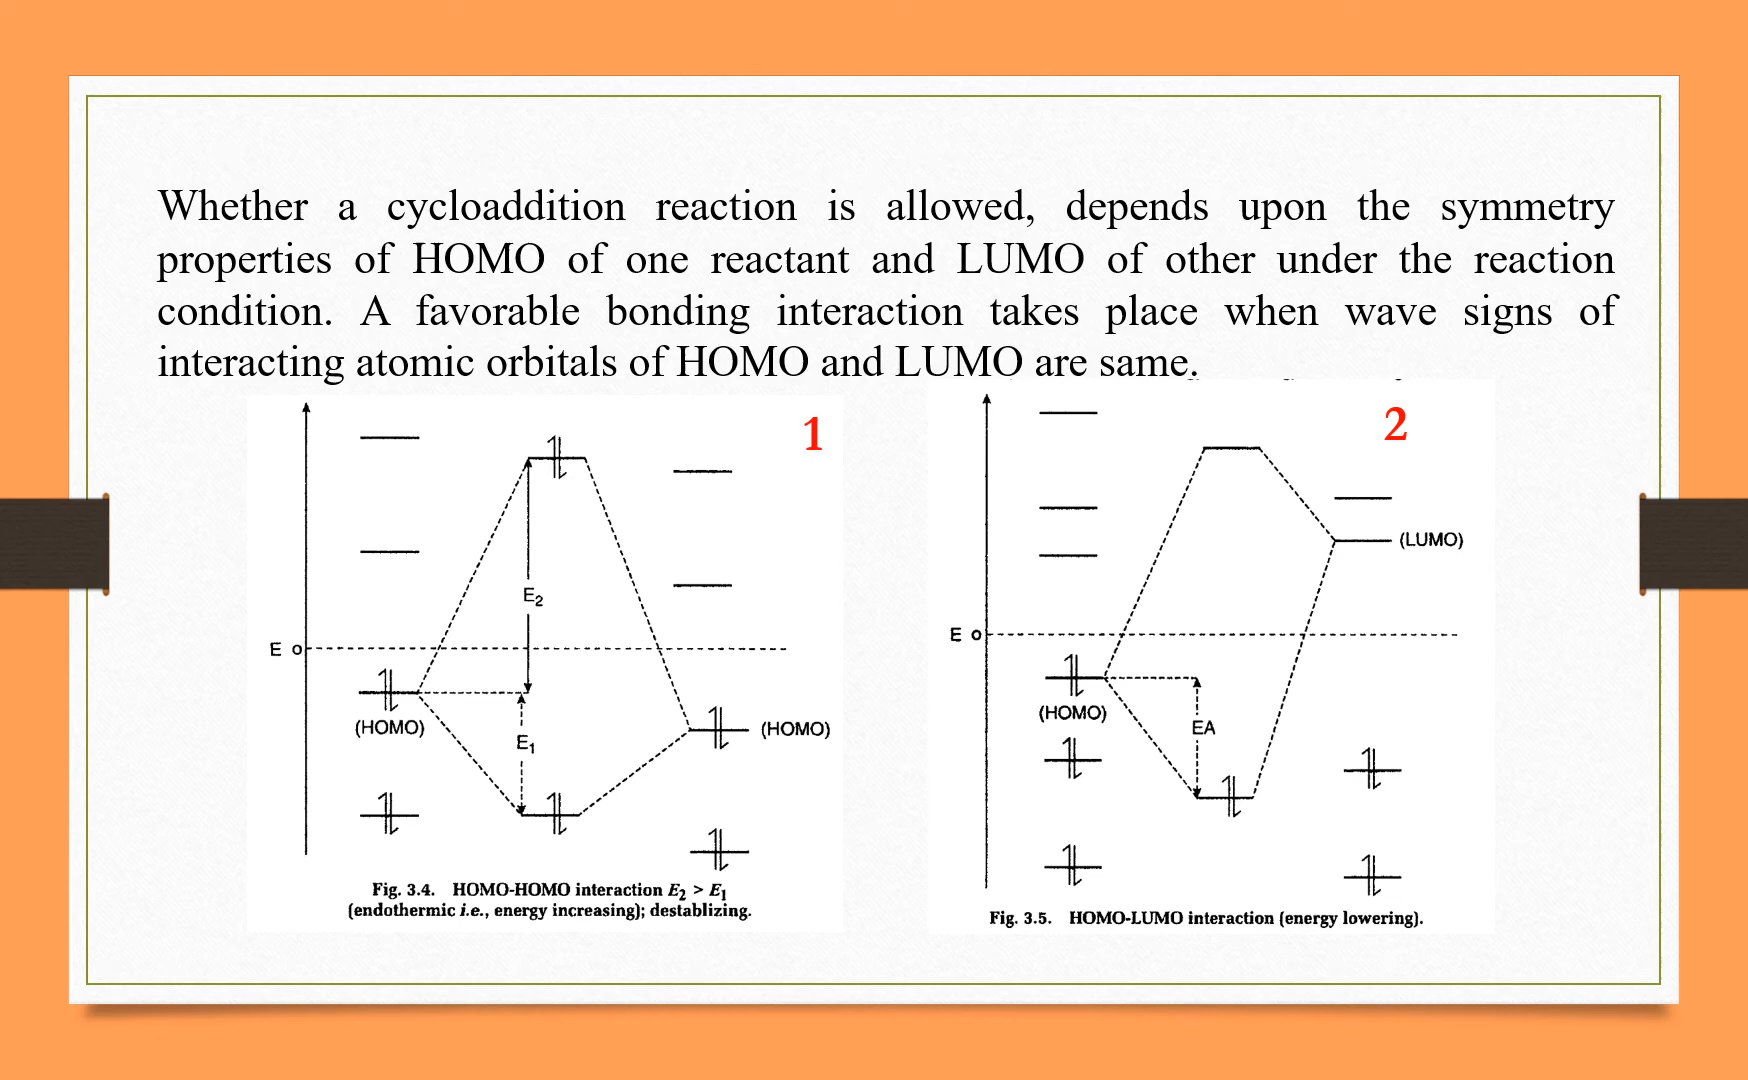 Whether a cycloaddition reaction is allowed, depends upon the symmetry
properties of HOMO of one reactant and LUMO of other under the reaction
condition. A favorable bonding interaction takes place when wave signs of
interacting atomic orbitals of HOMO and LUMO are same.
1
E₂
E o
(HOMO)
E₁
(HOMO)
Fig. 3.4. HOMO-HOMO interaction E₂ > E₁
(endothermic i.e., energy increasing); destablizing.
2
(LUMO)
E o
(HOMO)
EA
Fig. 3.5. HOMO-LUMO interaction (energy lowering).